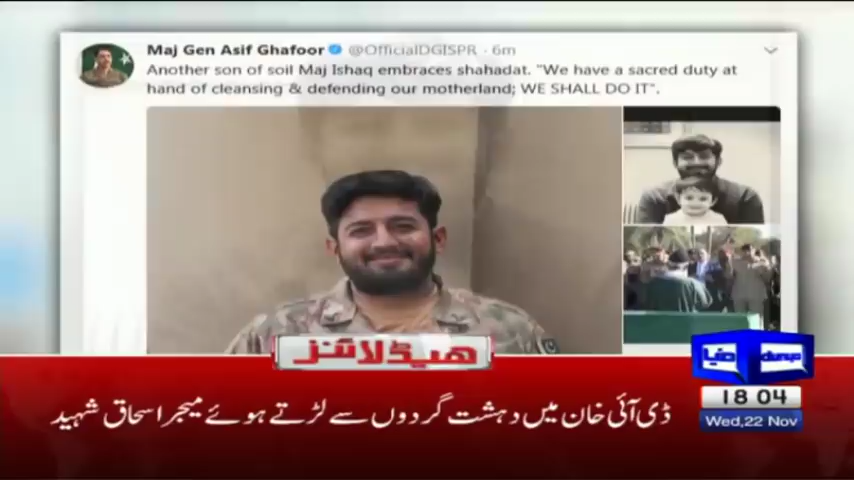 Maj Gen Asif Ghafoor @OfficialDGISPR · 6m
Another son of soil Maj Ishaq embraces shahadat. "We have a sacred duty at
hand of cleansing & defending our motherland; WE SHALL DO IT".
ہیڈلائنز
دنیا
18 04
Wed,22 Nov
ڈی آئی خان میں دہشت گردوں سے لڑتے ہوئے میجر اسحاق شہید